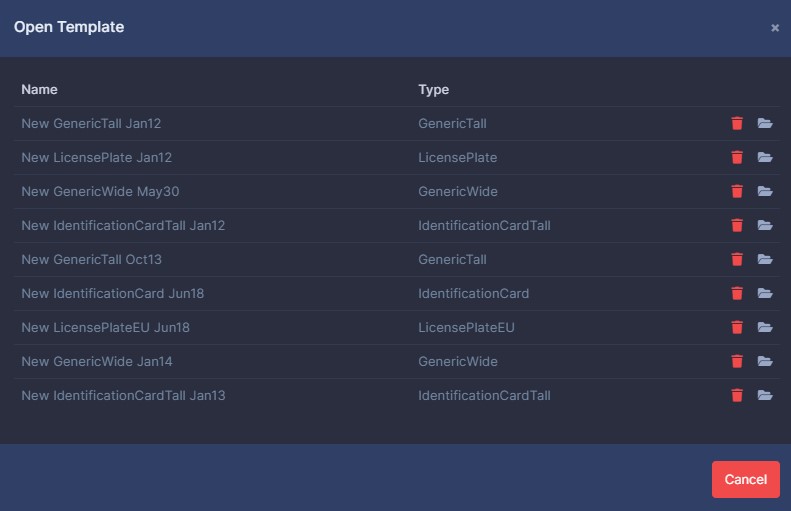 Open Template ×
Name Type
New GenericTall Jan12 GenericTall
New LicensePlate Jan12 LicensePlate
New GenericWide May30 GenericWide
New IdentificationCardTall Jan12 IdentificationCardTall
New GenericTall Oct13 GenericTall
New IdentificationCard Jun18 IdentificationCard
New LicensePlateEU Jun18 LicensePlateEU
New GenericWide Jan14 GenericWide
New IdentificationCardTall Jan13 IdentificationCardTall
Cancel